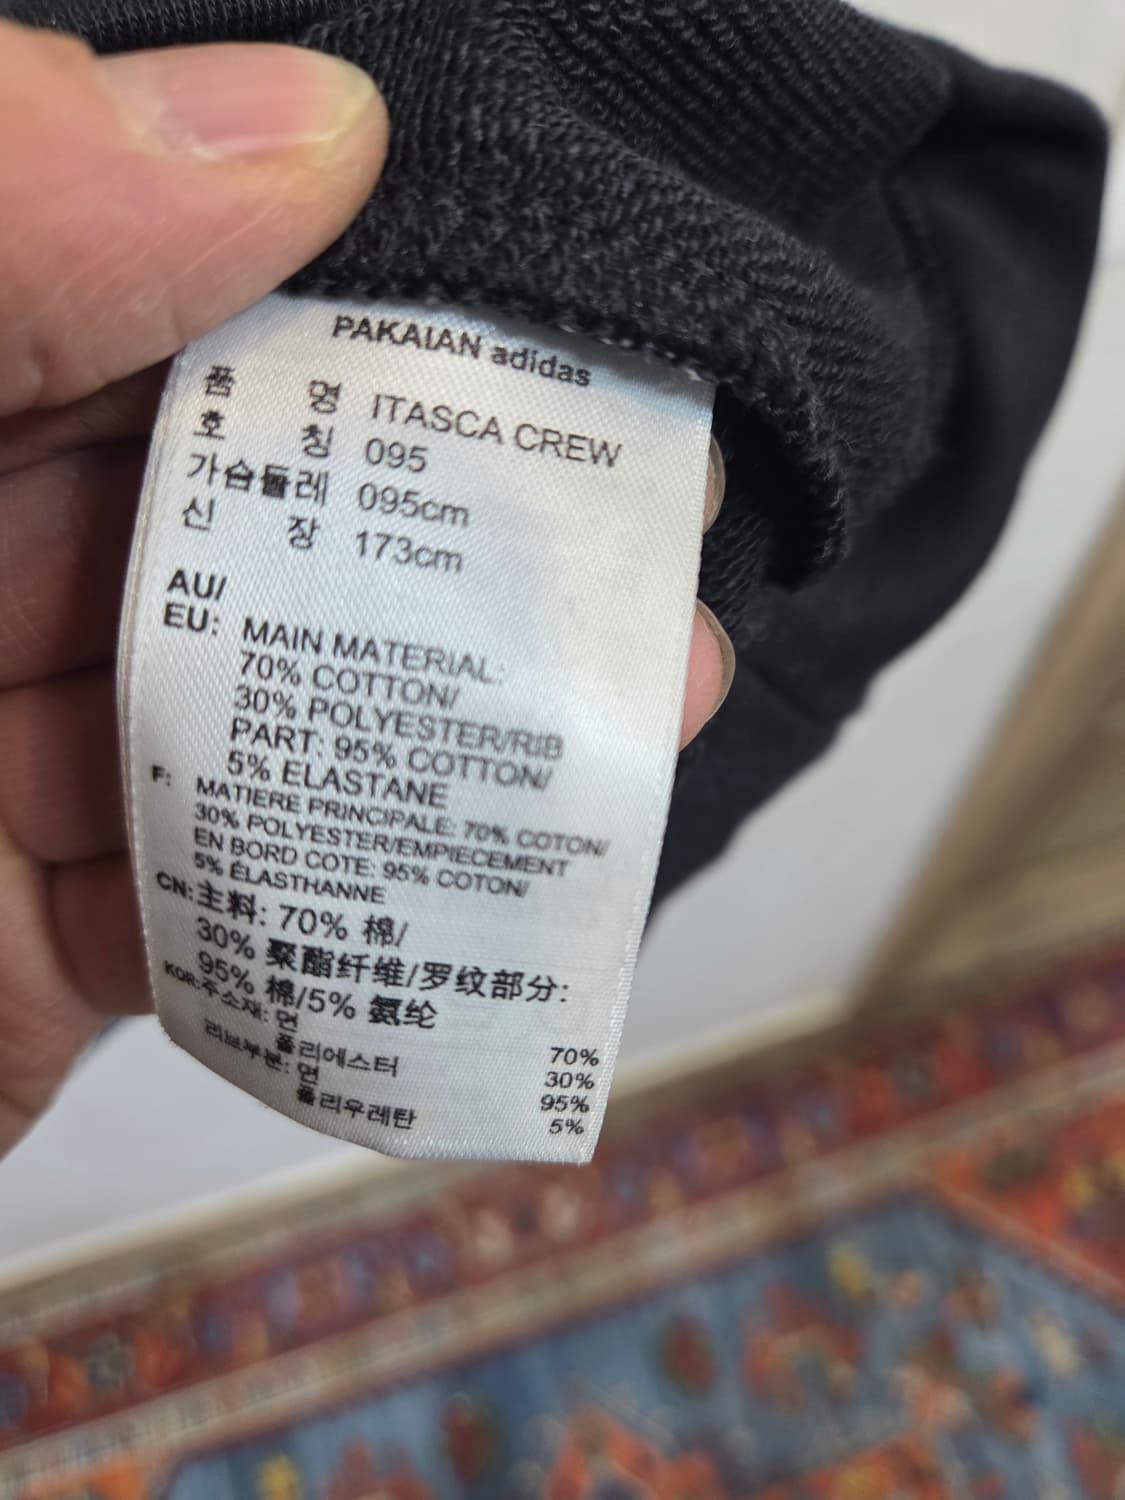 PAKAIAN adidas
품 명 ITASCA CREW
호 칭 095
가슴둘레 095cm
신 장 173cm
AU/
EU: MAIN MATERIAL:
70% COTTON/
30% POLYESTER/RIB
PART: 95% COTTON/
5% ELASTANE
F: MATIERE PRINCIPALE: 70% COTON/
30% POLYESTER/EMPIECEMENT
EN BORD COTE: 95% COTON/
5% ÉLASTHANNE
CN: 主料: 70% 棉/
30% 聚酯纤维/罗纹部分:
95% 棉/5% 氨纶
KOR: 주소재: 면 70%
폴리에스터 30%
리브부분: 면 95%
폴리우레탄 5%